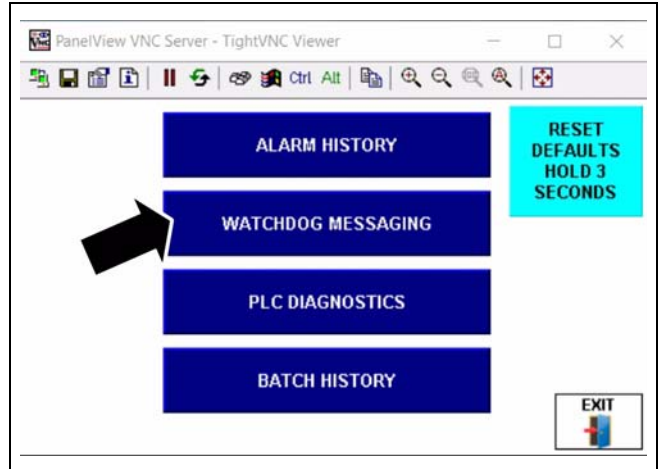 PanelView VNC Server - TightVNC Viewer
Ctrl Alt
ALARM HISTORY
RESET
DEFAULTS
HOLD 3
SECONDS
WATCHDOG MESSAGING
PLC DIAGNOSTICS
BATCH HISTORY
EXIT